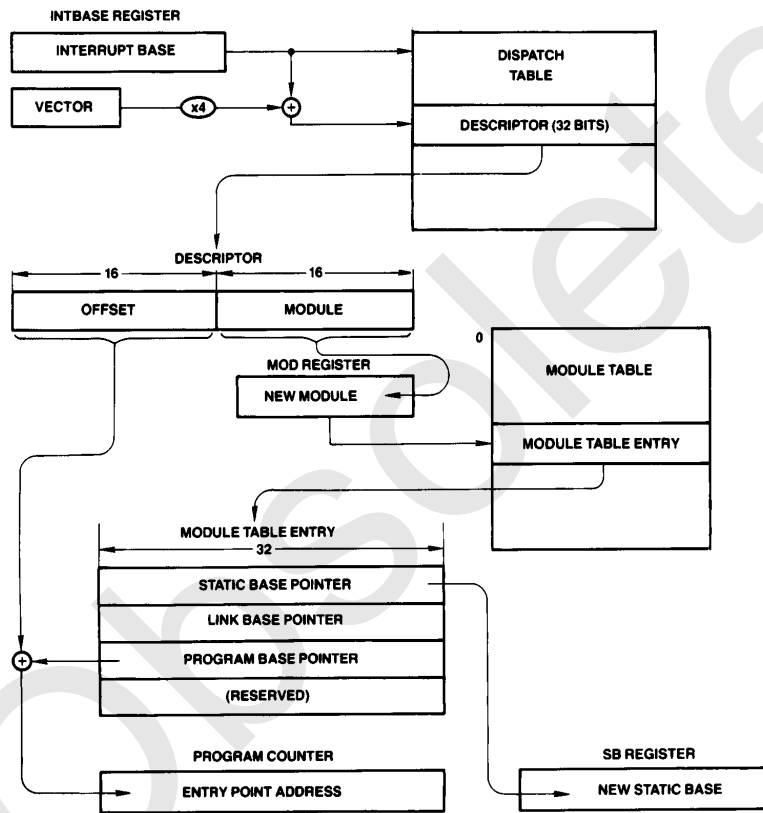 INTBASE REGISTER
INTERRUPT BASE
DISPATCH
TABLE
VECTOR
x4
+
DESCRIPTOR (32 BITS)
DESCRIPTOR
16
16
OFFSET
MODULE
MOD REGISTER
NEW MODULE
0
MODULE TABLE
MODULE TABLE ENTRY
MODULE TABLE ENTRY
32
STATIC BASE POINTER
LINK BASE POINTER
+
PROGRAM BASE POINTER
(RESERVED)
PROGRAM COUNTER
ENTRY POINT ADDRESS
SB REGISTER
NEW STATIC BASE
obsolete